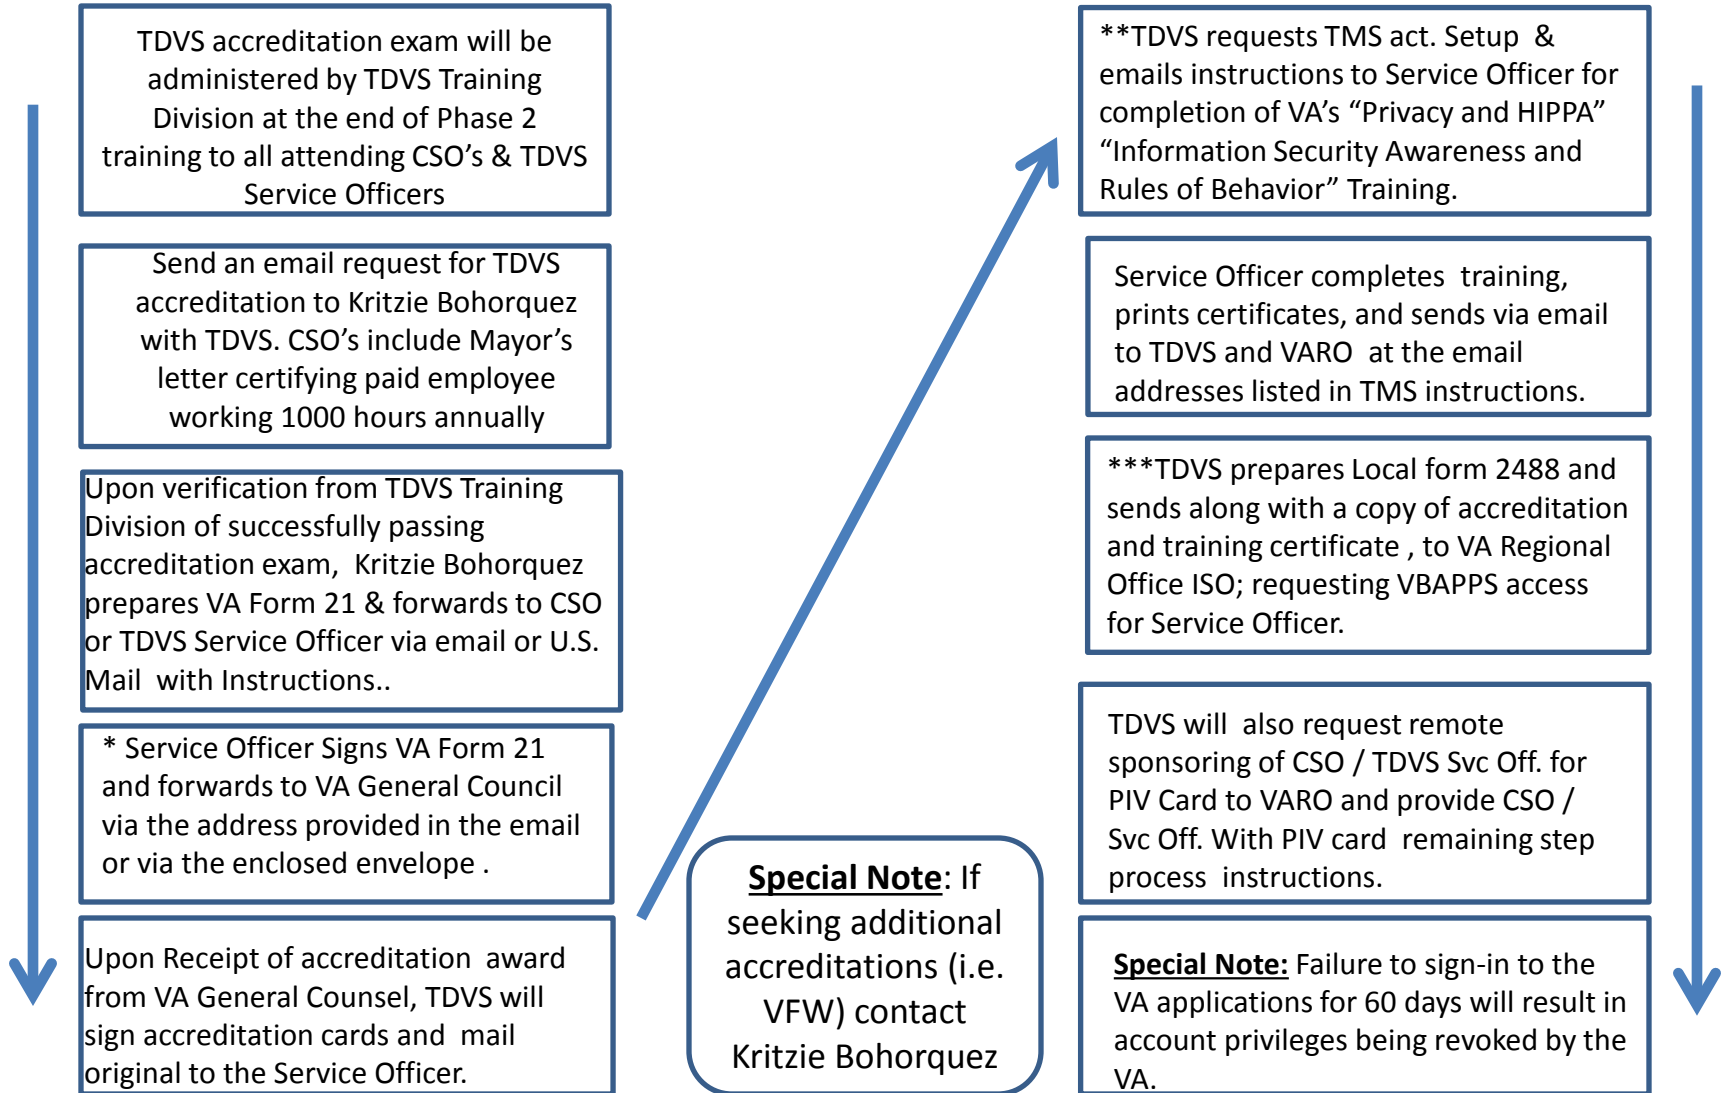 TDVS accreditation exam will be
administered by TDVS Training
Division at the end of Phase 2
training to all attending CSO’s & TDVS
Service Officers
Send an email request for TDVS
accreditation to Kritzie Bohorquez
with TDVS. CSO’s include Mayor’s
letter certifying paid employee
working 1000 hours annually
Upon verification from TDVS Training
Division of successfully passing
accreditation exam, Kritzie Bohorquez
prepares VA Form 21 & forwards to CSO
or TDVS Service Officer via email or U.S.
Mail with Instructions..
* Service Officer Signs VA Form 21
and forwards to VA General Council
via the address provided in the email
or via the enclosed envelope .
Upon Receipt of accreditation award
from VA General Counsel, TDVS will
sign accreditation cards and mail
original to the Service Officer.
Special Note: If
seeking additional
accreditations (i.e.
VFW) contact
Kritzie Bohorquez
**TDVS requests TMS act. Setup &
emails instructions to Service Officer for
completion of VA’s “Privacy and HIPPA”
“Information Security Awareness and
Rules of Behavior” Training.
Service Officer completes training,
prints certificates, and sends via email
to TDVS and VARO at the email
addresses listed in TMS instructions.
***TDVS prepares Local form 2488 and
sends along with a copy of accreditation
and training certificate , to VA Regional
Office ISO; requesting VBAPPS access
for Service Officer.
TDVS will also request remote
sponsoring of CSO / TDVS Svc Off. for
PIV Card to VARO and provide CSO /
Svc Off. With PIV card remaining step
process instructions.
Special Note: Failure to sign-in to the
VA applications for 60 days will result in
account privileges being revoked by the
VA.